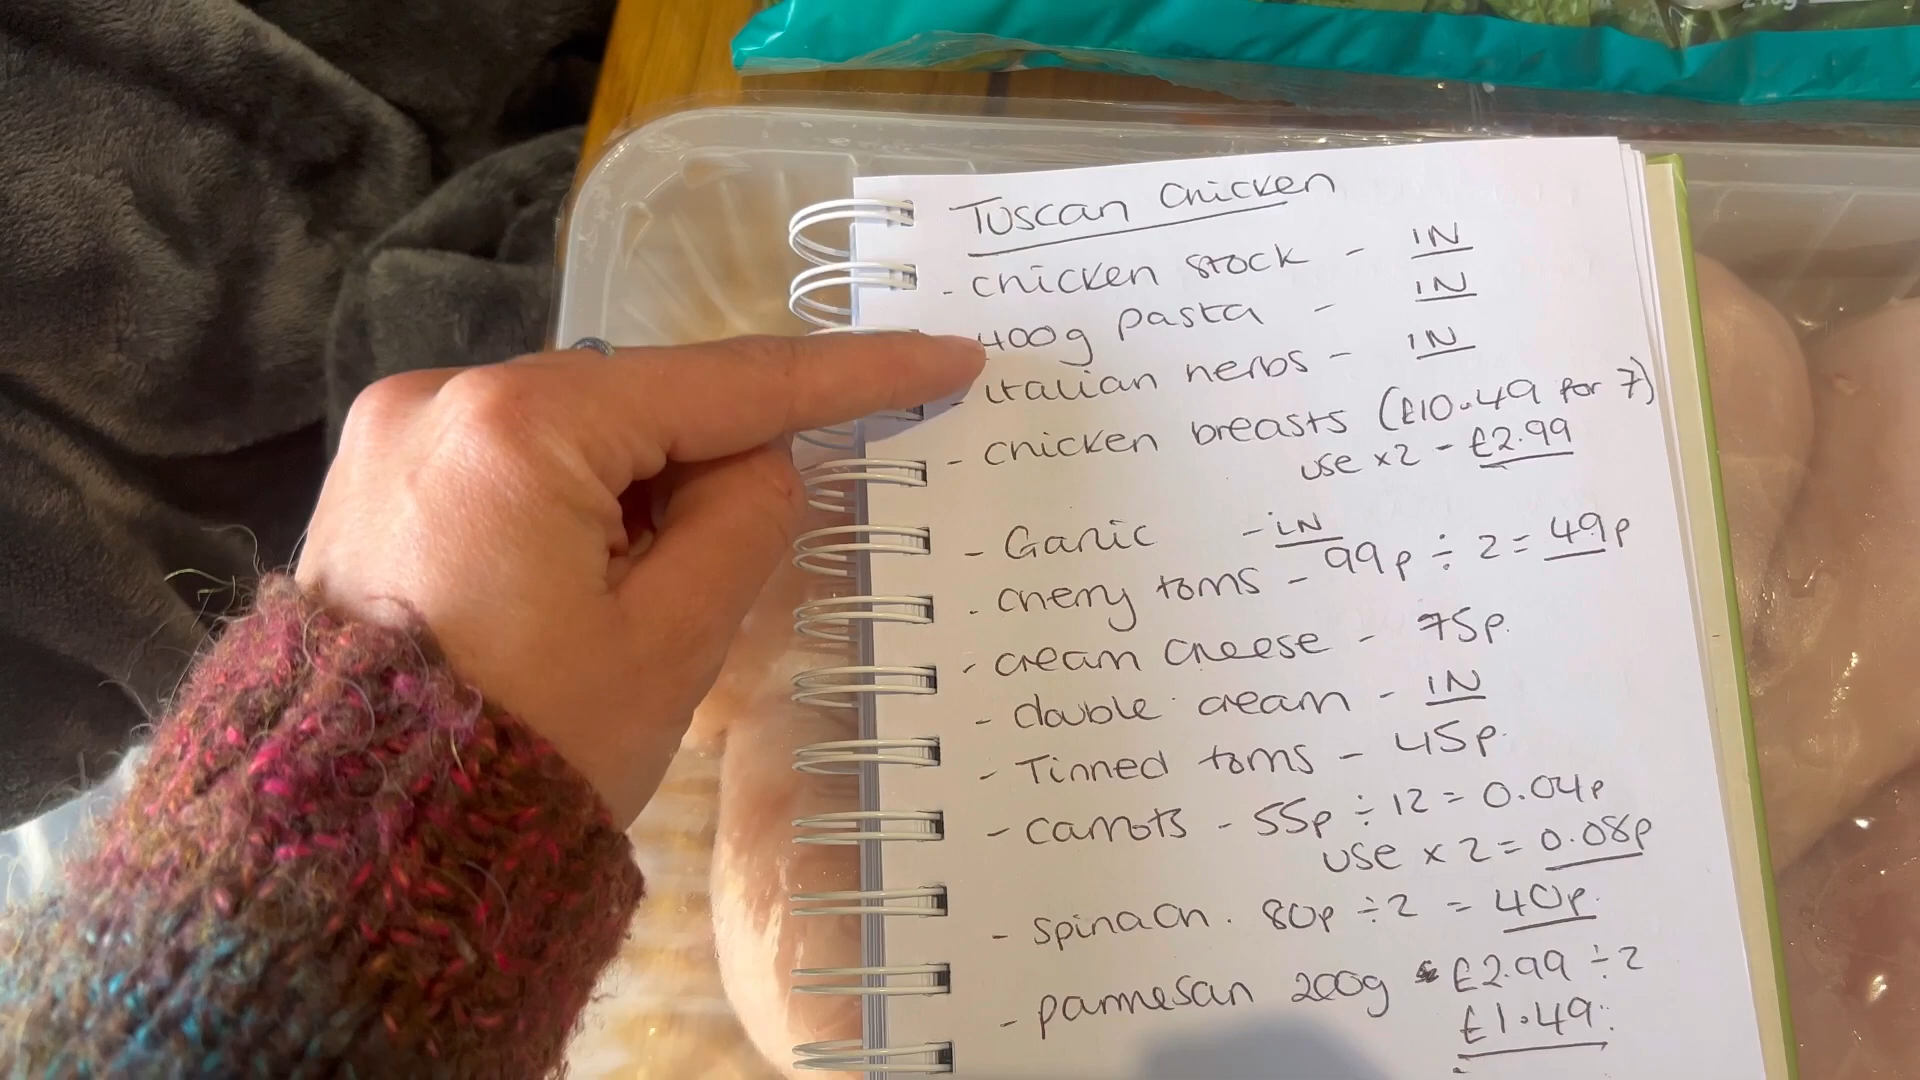 Tuscan Chicken
- chicken stock - IN
400g pasta - IN
- italian herbs - IN
- chicken breasts (£10.49 for 7)
use x2 - £2.99
- Garlic - iN
- cherry toms - 99p ÷ 2 = 49p
- cream cheese - 75p.
- double cream - IN
- Tinned toms - 45p.
- carrots - 55p ÷ 12 = 0.04p
use x 2 = 0.08p
- spinach. 80p ÷ 2 = 40p.
- parmesan 200g £2.99 ÷ 2
£1.49.